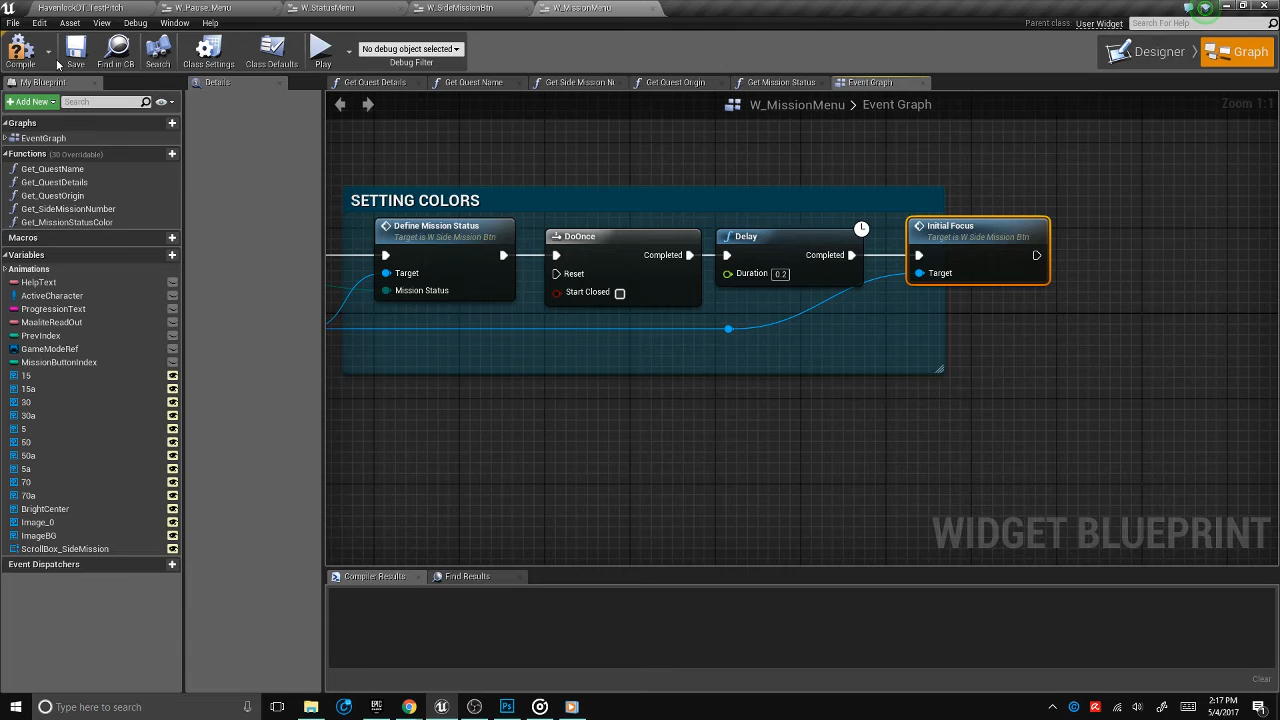 HavenlockOT_TestPitch
W_Pause_Menu
W_StatusMenu
W_SideMissionBtn
W_MissionMenu
File
Edit
Asset
View
Debug
Window
Help
Parent class: User Widget
Search For Help
Compile
Save
Find in CB
Search
Class Settings
Class Defaults
Play
No debug object selected
Debug Filter
Designer
Graph
My Blueprint
Details
Get Quest Details
Get Quest Name
Get Side Mission N
Get Quest Origin
Get Mission Status
Event Graph
+Add New
Search
W_MissionMenu > Event Graph
Zoom 1:1
Graphs
EventGraph
Functions (30 Overridable)
Get_QuestName
Get_QuestDetails
Get_QuestOrigin
Get_SideMissionNumber
Get_MissionStatusColor
Macros
Variables
Animations
HelpText
ActiveCharacter
ProgressionText
MaaliteReadOut
PrevIndex
GameModeRef
MissionButtonIndex
15
15a
30
30a
5
50
50a
5a
70
70a
BrightCenter
Image_0
ImageBG
ScrollBox_SideMission
Event Dispatchers
SETTING COLORS
Define Mission Status
Target is W Side Mission Btn
Target
Mission Status
DoOnce
Completed
Reset
Start Closed
Delay
Completed
Duration 0.2
Initial Focus
Target is W Side Mission Btn
Target
WIDGET BLUEPRINT
Compiler Results
Find Results
Clear
Type here to search
2:17 PM
5/4/2017